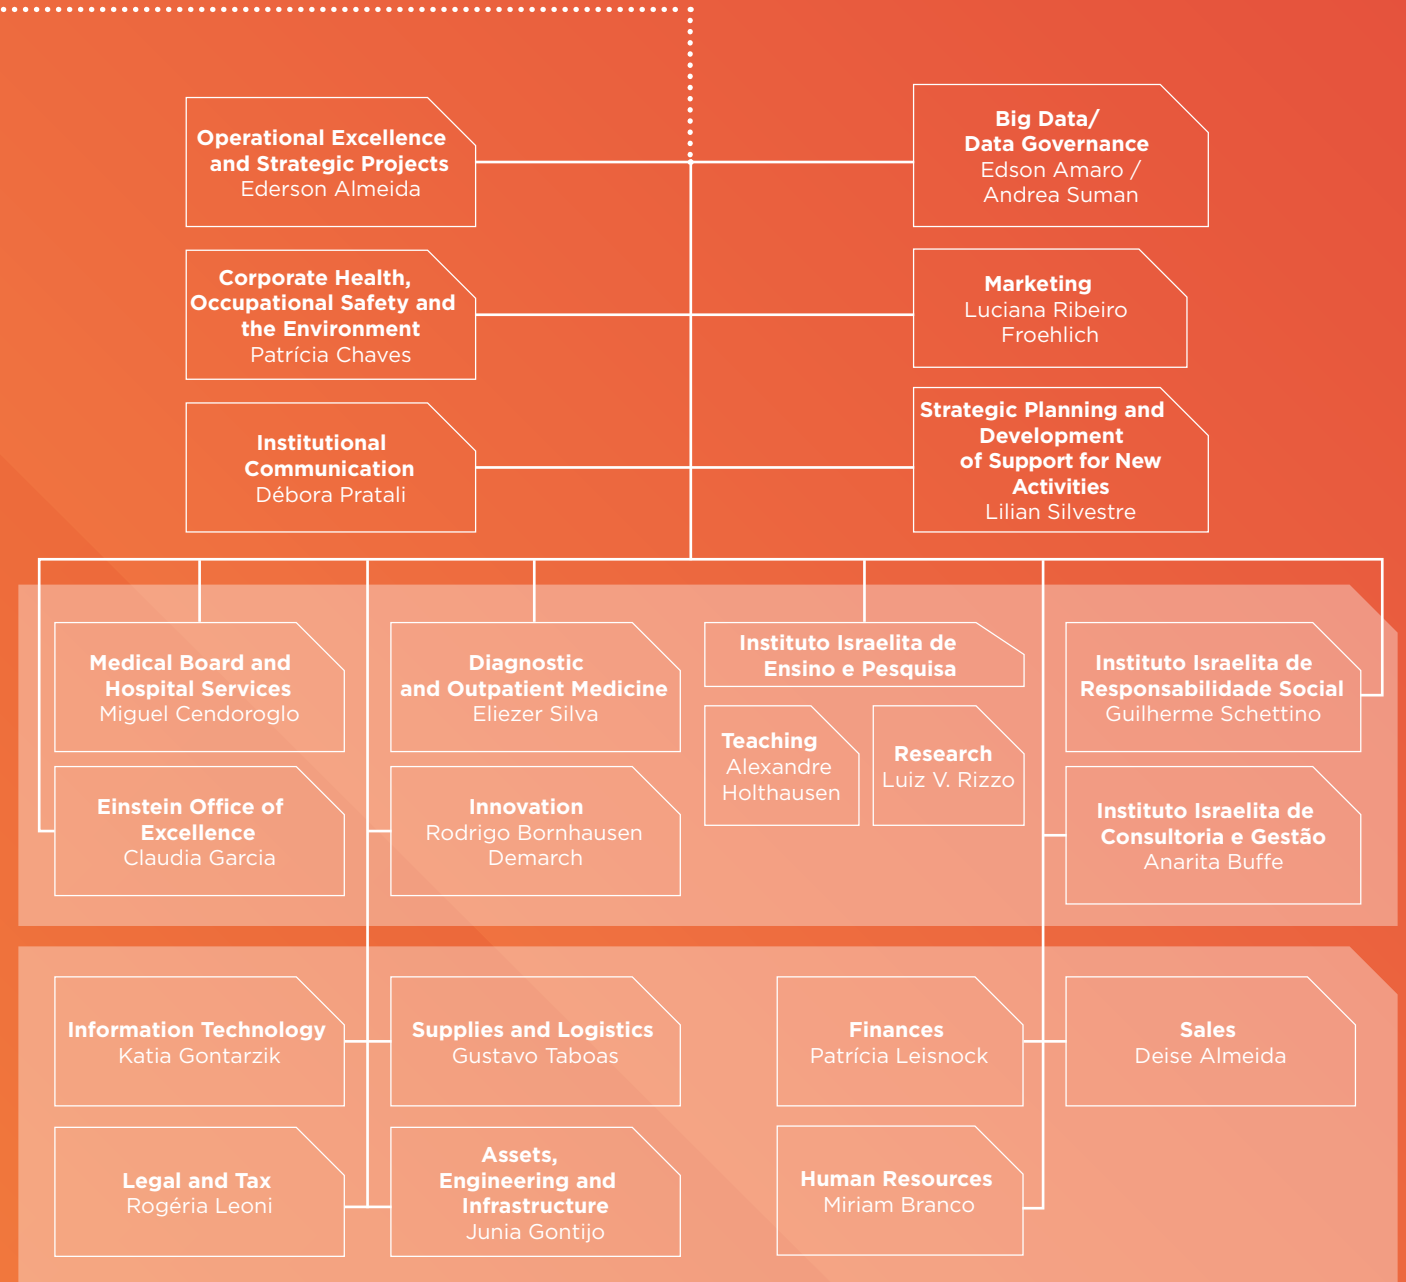 Operational Excellence
and Strategic Projects
Ederson Almeida
Big Data/
Data Governance
Edson Amaro /
Andrea Suman
Corporate Health,
Occupational Safety and
the Environment
Patrícia Chaves
Marketing
Luciana Ribeiro
Froehlich
Institutional
Communication
Débora Pratali
Strategic Planning and
Development
of Support for New
Activities
Lilian Silvestre
Medical Board and
Hospital Services
Miguel Cendoroglo
Diagnostic
and Outpatient Medicine
Eliezer Silva
Instituto Israelita de
Ensino e Pesquisa
Teaching
Alexandre
Holthausen
Research
Luiz V. Rizzo
Instituto Israelita de
Responsabilidade Social
Guilherme Schettino
Einstein Office of
Excellence
Claudia Garcia
Innovation
Rodrigo Bornhausen
Demarch
Instituto Israelita de
Consultoria e Gestão
Anarita Buffe
Information Technology
Katia Gontarzik
Supplies and Logistics
Gustavo Taboas
Finances
Patrícia Leisnock
Sales
Deise Almeida
Legal and Tax
Rogéria Leoni
Assets,
Engineering and
Infrastructure
Junia Gontijo
Human Resources
Miriam Branco